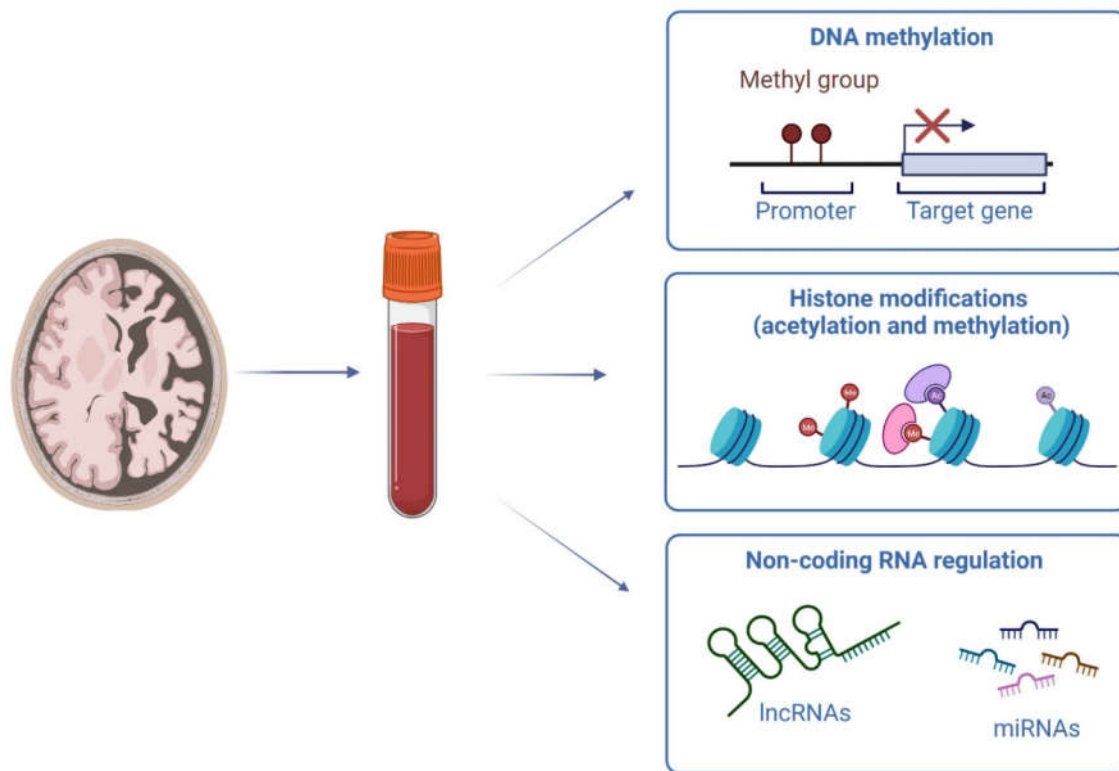 DNA methylation
Methyl group
Promoter
Target gene
Histone modifications
(acetylation and methylation)
Me
Me
Ac
Me
Ac
Non-coding RNA regulation
lncRNAs
miRNAs